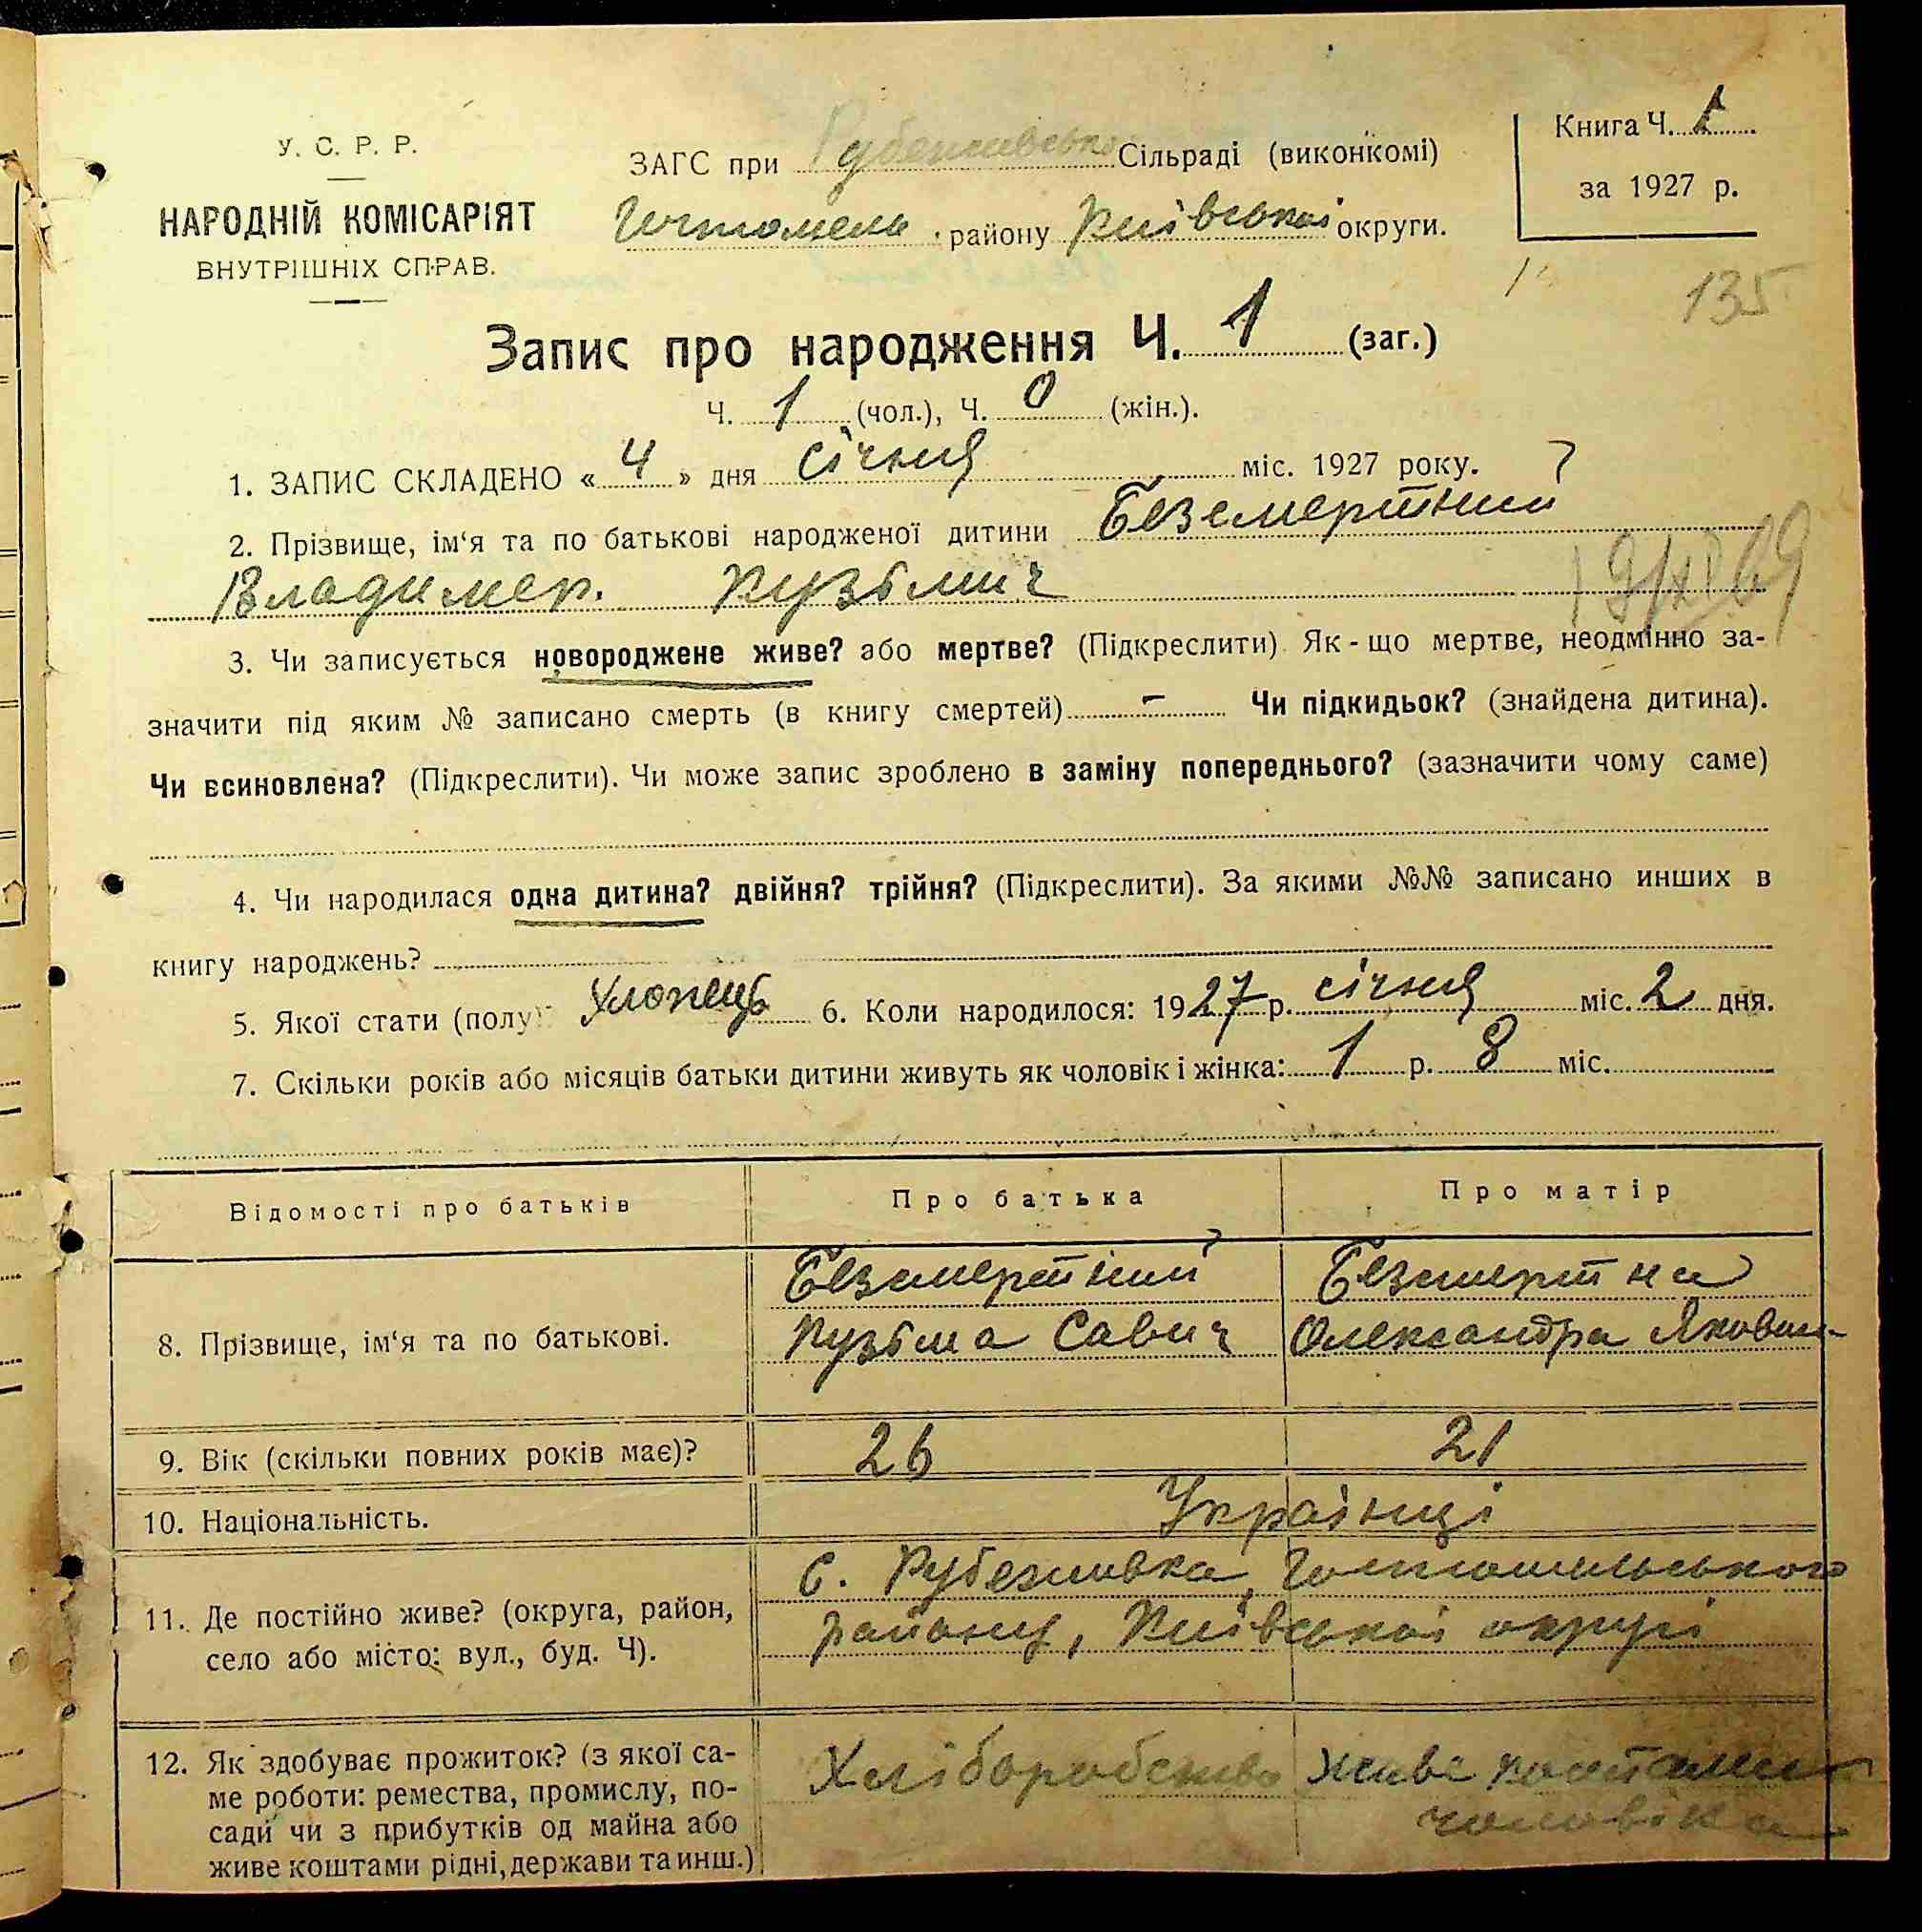 У. С. Р. Р.
НАРОДНІЙ КОМІСАРІЯТ
ВНУТРІШНІХ СПРАВ.
ЗАГС при Рубежівсько Сільраді (виконкомі)
Гостомель району Київської округи.
Книга Ч. 1
за 1927 р.
135
Запис про народження Ч. 1 (заг.)
Ч. 1 (чол.), Ч. 0 (жін.).
1. ЗАПИС СКЛАДЕНО « 4 » дня січня міс. 1927 року.
2. Прізвище, ім'я та по батькові народженої дитини Безсмертний
Владимер. Кузьмич
3. Чи записується новороджене живе? або мертве? (Підкреслити) Як-що мертве, неодмінно за-
значити під яким № записано смерть (в книгу смертей) — Чи підкидьок? (знайдена дитина).
Чи всиновлена? (Підкреслити). Чи може запис зроблено в заміну попереднього? (зазначити чому саме)
4. Чи народилася одна дитина? двійня? трійня? (Підкреслити). За якими №№ записано инших в
книгу народжень?
5. Якої стати (полу) Хлопець 6. Коли народилося: 1927 р. січня міс. 2 дня.
7. Скільки років або місяців батьки дитини живуть як чоловік і жінка: 1 р. 8 міс.
Відомості про батьків Про батька Про матір
8. Прізвище, ім'я та по батькові.
Безсмертний
Кузьма Савич
Безсмертна
Олександра Яковл-
9. Вік (скільки повних років має)? 26 21
10. Національність. Українці
11. Де постійно живе? (округа, район,
село або місто: вул., буд. Ч).
с. Рубеживка, Гостомельського
району, Київської округи
12. Як здобуває прожиток? (з якої са-
ме роботи: ремества, промислу, по-
сади чи з прибутків од майна або
живе коштами рідні, держави та инш.)
Хліборобство
живе коштами
чоловіка